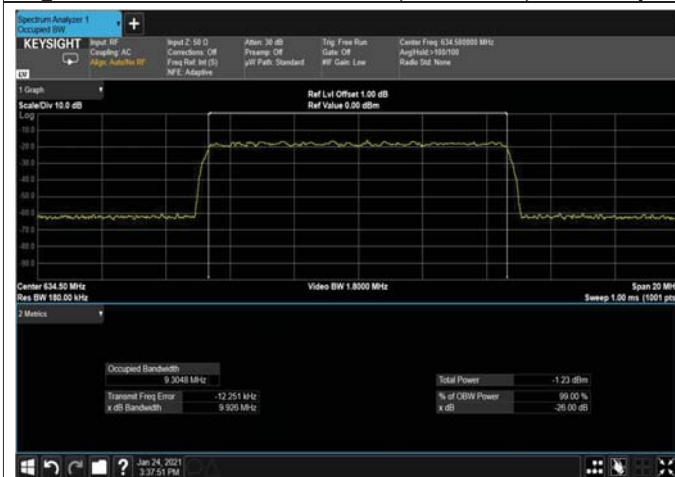 Spectrum Analyzer 1
Occupied BW
+
KEYSIGHT
Input: RF
Coupling: AC
Align: Auto/No RF
Input Z: 50 Ω
Corrections: Off
Freq Ref: Int (S)
NFE: Adaptive
Atten: 30 dB
Preamp: Off
µW Path: Standard
Trig: Free Run
Gate: Off
#IF Gain: Low
Center Freq: 634.500000 MHz
Avg|Hold:>100/100
Radio Std: None
1 Graph
Scale/Div 10.0 dB
Ref Lvl Offset 1.00 dB
Ref Value 0.00 dBm
Log
-10.0
-20.0
-30.0
-40.0
-50.0
-60.0
-70.0
-80.0
-90.0
Center 634.50 MHz
Res BW 180.00 kHz
Video BW 1.8000 MHz
Span 20 MH
Sweep 1.00 ms (1001 pts
2 Metrics
Occupied Bandwidth
9.3048 MHz
Transmit Freq Error -12.251 kHz
x dB Bandwidth 9.926 MHz
Total Power -1.23 dBm
% of OBW Power 99.00 %
x dB -26.00 dB
?
Jan 24, 2021
3:37:51 PM